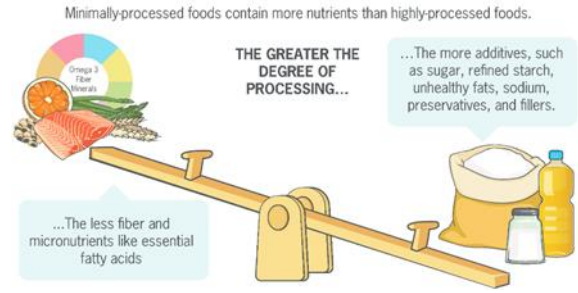 Minimally-processed foods contain more nutrients than highly-processed foods.
Omega 3
Fiber
Minerals
THE GREATER THE
DEGREE OF
PROCESSING...
...The more additives, such
as sugar, refined starch,
unhealthy fats, sodium,
preservatives, and fillers.
...The less fiber and
micronutrients like essential
fatty acids